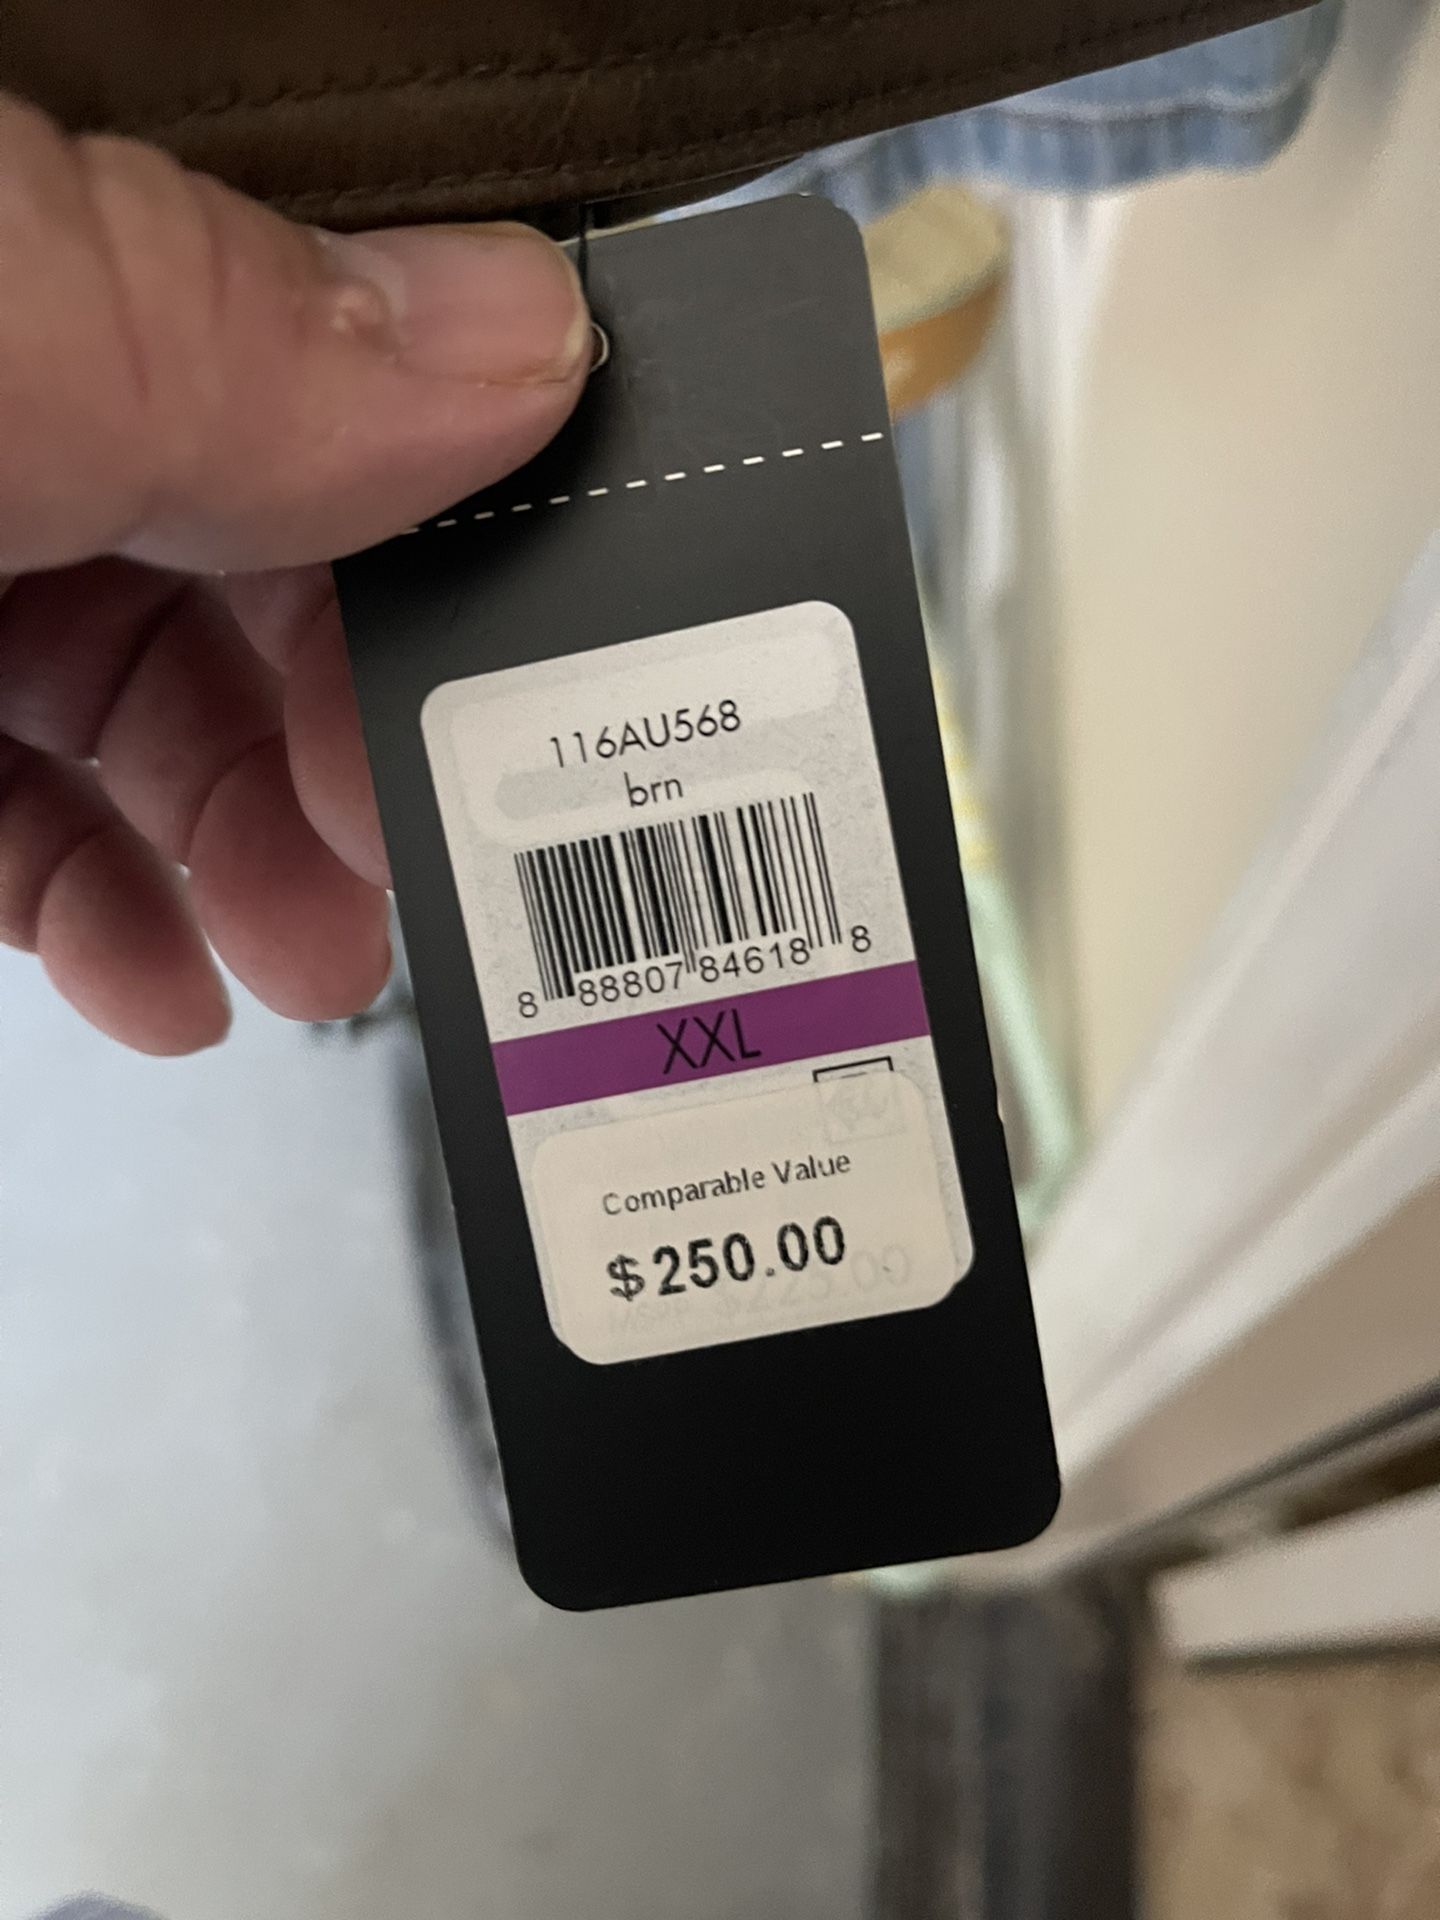 116AU568
brn
8 88807 84618 8
XXL
Comparable Value
$250.00